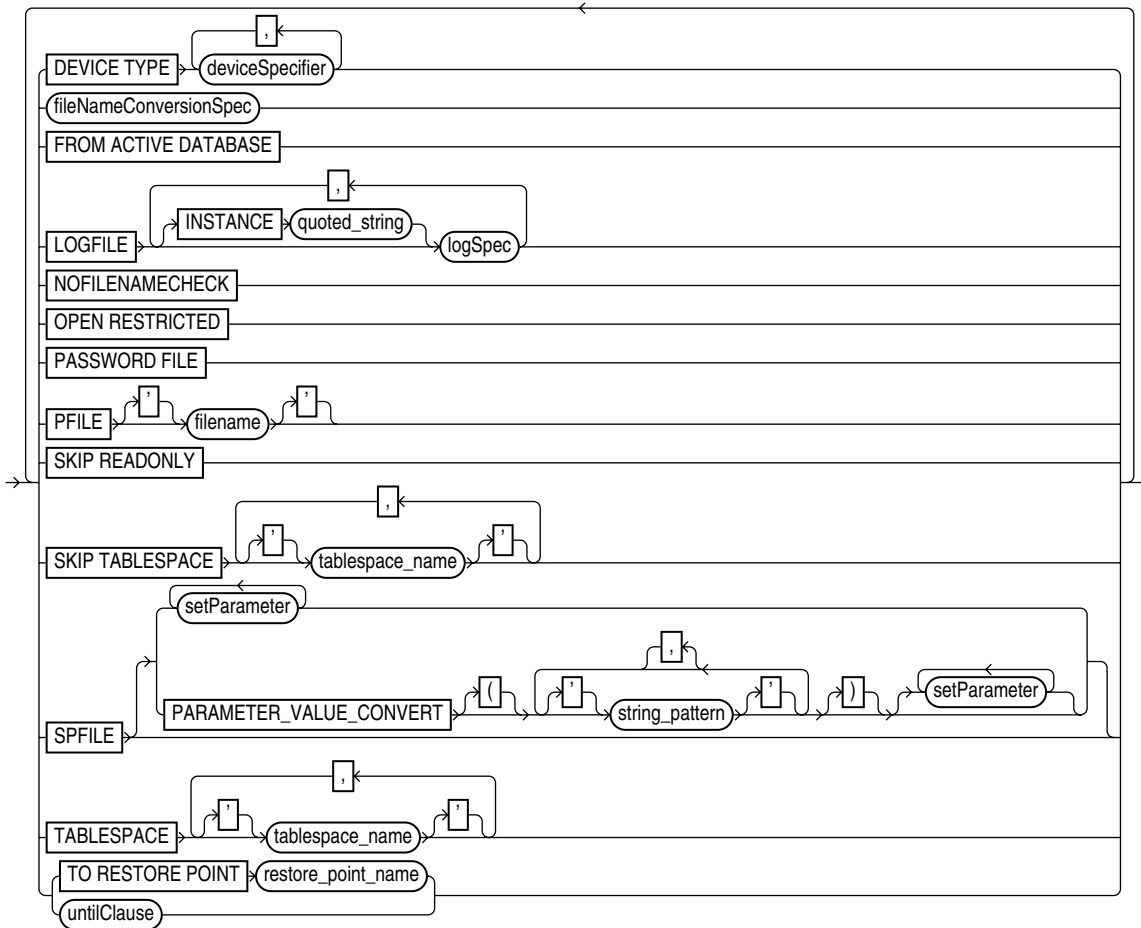 ,
DEVICE TYPE deviceSpecifier
fileNameConversionSpec
FROM ACTIVE DATABASE
,
INSTANCE quoted_string
LOGFILE logSpec
NOFILENAMECHECK
OPEN RESTRICTED
PASSWORD FILE
' '
PFILE filename
SKIP READONLY
,
' '
SKIP TABLESPACE tablespace_name
setParameter
,
( ' ' ) setParameter
PARAMETER_VALUE_CONVERT string_pattern
SPFILE
,
' '
TABLESPACE tablespace_name
TO RESTORE POINT restore_point_name
untilClause